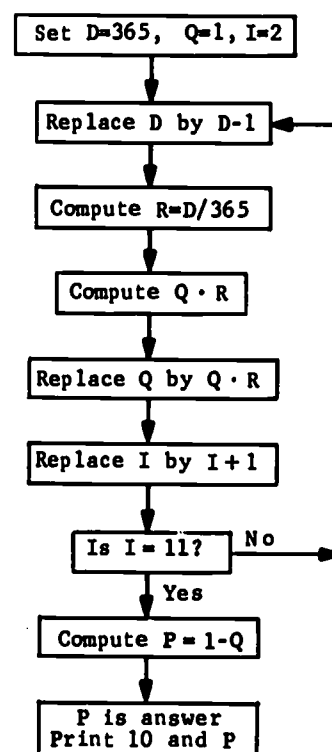 Set D=365, Q=1, I=2
Replace D by D-1
Compute R=D/365
Compute Q · R
Replace Q by Q · R
Replace I by I+1
Is I = 11?
No
Yes
Compute P = 1-Q
P is answer
Print 10 and P